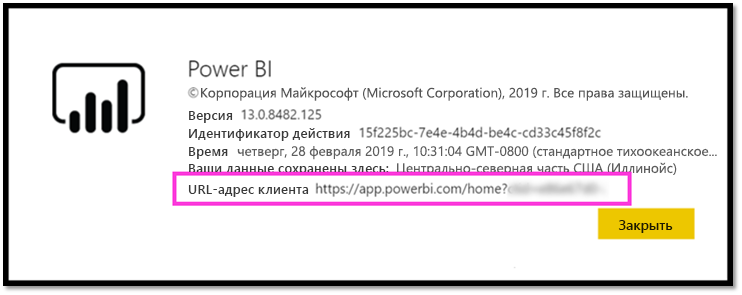 Power BI
©Корпорация Майкрософт (Microsoft Corporation), 2019 г. Все права защищены.
Версия 13.0.8482.125
Идентификатор действия 15f225bc-7e4e-4b4d-be4c-cd33c45f8f2c
Время четверг, 28 февраля 2019 г., 10:31:04 GMT-0800 (стандартное тихоокеанское...
Ваши данные сохранены здесь: Центрально-северная часть США (Иллинойс)
URL-адрес клиента https://app.powerbi.com/home?
Закрыть